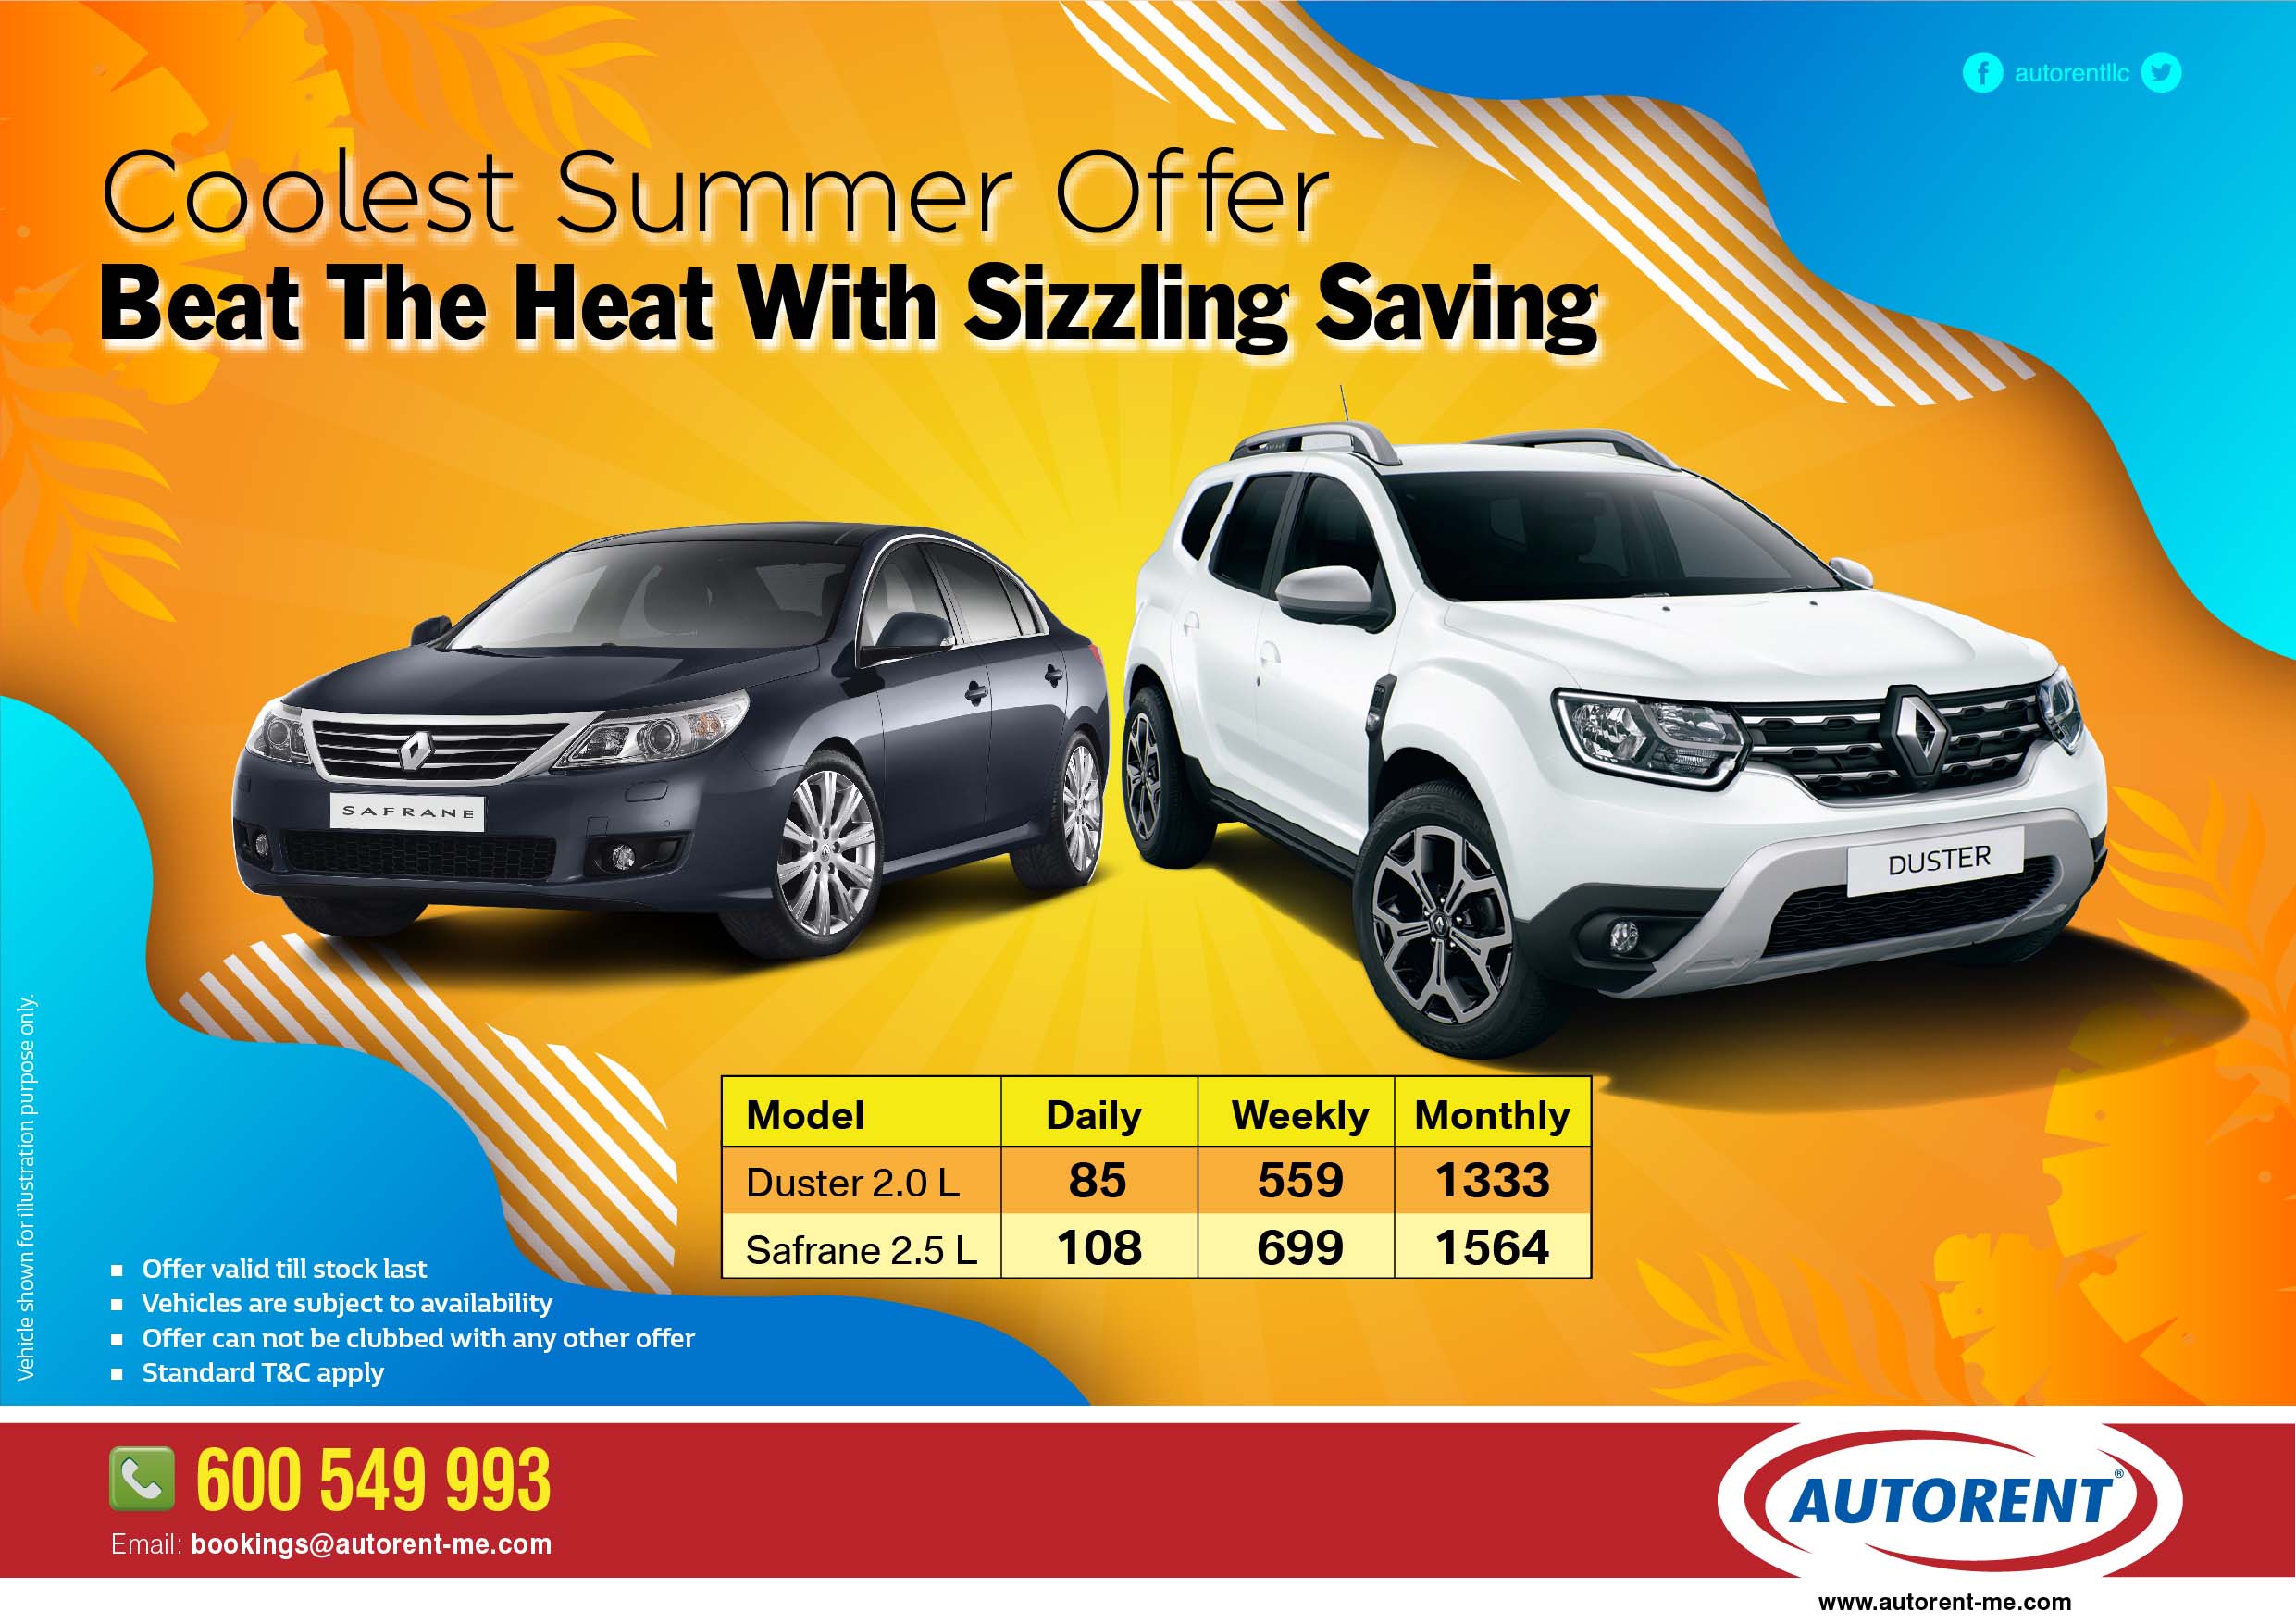 autorentllc
Coolest Summer Offer
Beat The Heat With Sizzling Saving
SAFRANE
DUSTER
Model Daily Weekly Monthly
Duster 2.0 L 85 559 1333
Safrane 2.5 L 108 699 1564
Vehicle shown for illustration purpose only.
Offer valid till stock last
Vehicles are subject to availability
Offer can not be clubbed with any other offer
Standard T&C apply
600 549 993
Email: bookings@autorent-me.com
AUTORENT®
www.autorent-me.com